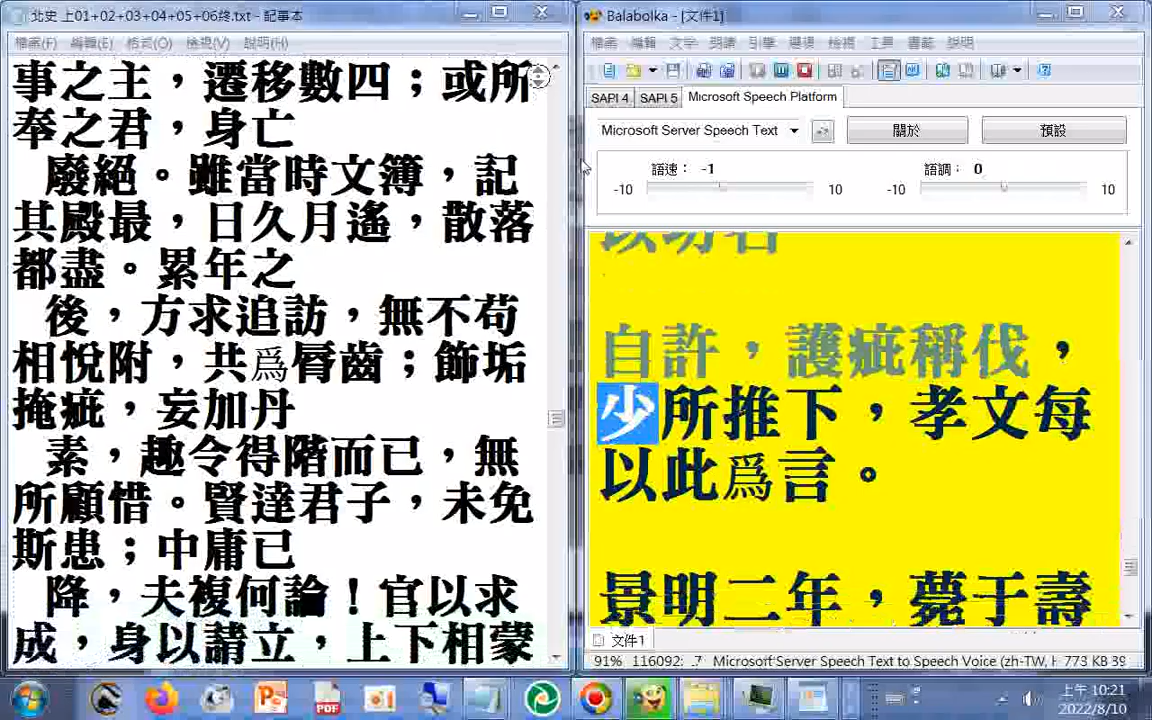 北史 上01+02+03+04+05+06终.txt - 記事本
檔案(F) 編輯(E) 格式(O) 檢視(V) 說明(H)
事之主，遷移數四；或所
奉之君，身亡
廢絕。雖當時文簿，記
其殿最，日久月遙，散落
都盡。累年之
後，方求追訪，無不苟
相悅附，共爲唇齒；飾垢
掩疵，妄加丹
素，趣令得階而已，無
所顧惜。賢達君子，未免
斯患；中庸已
降，夫複何論！官以求
成，身以請立，上下相蒙
Balabolka - [文件1]
檔案 編輯 文字 朗讀 引擎 選項 檢視 工具 書籤 說明
SAPI 4 SAPI 5 Microsoft Speech Platform
Microsoft Server Speech Text 關於 預設
語速： -1 語調： 0
-10 10 -10 10
以功名
自許，護疵稱伐，
少所推下，孝文每
以此爲言。
景明二年，薨于壽
文件1
91% 116092: .7 Microsoft Server Speech Text to Speech Voice (zh-TW, H 773 KB 39
上午 10:21
2022/8/10